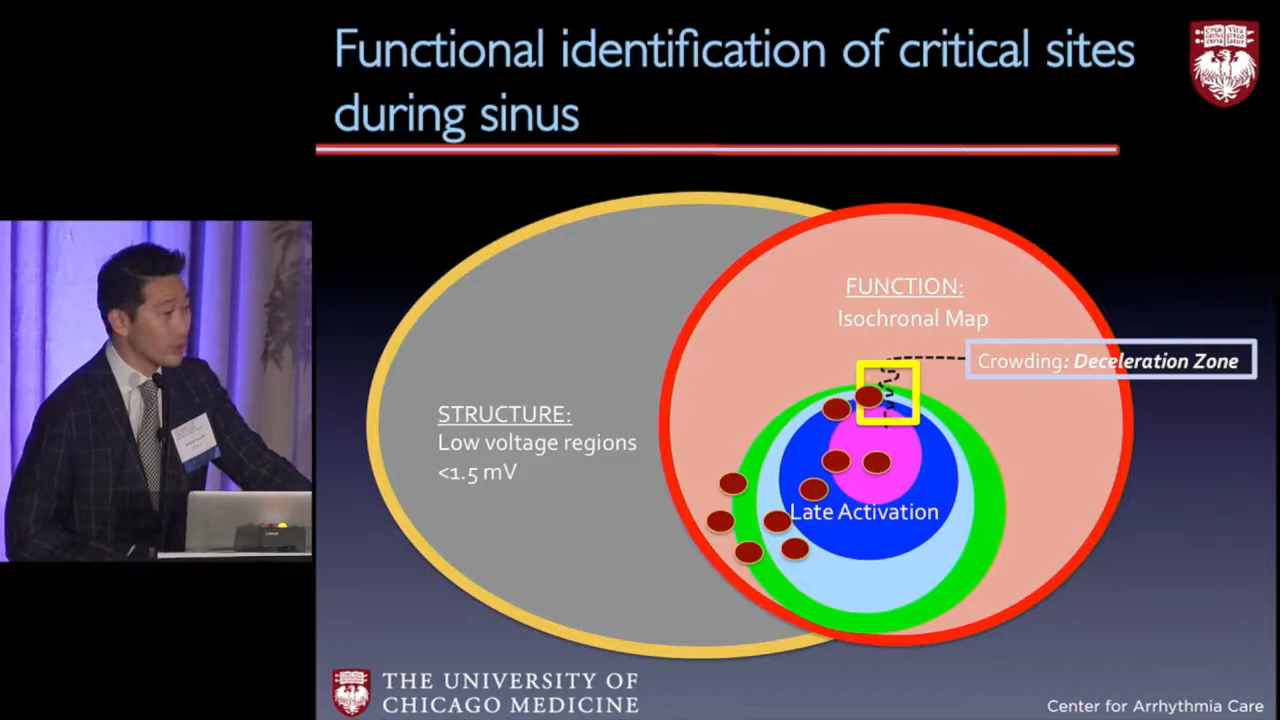 Functional identification of critical sites
during sinus
FUNCTION:
Isochronal Map
Crowding: Deceleration Zone
STRUCTURE:
Low voltage regions
<1.5 mV
Late Activation
THE UNIVERSITY OF
CHICAGO MEDICINE
Center for Arrhythmia Care